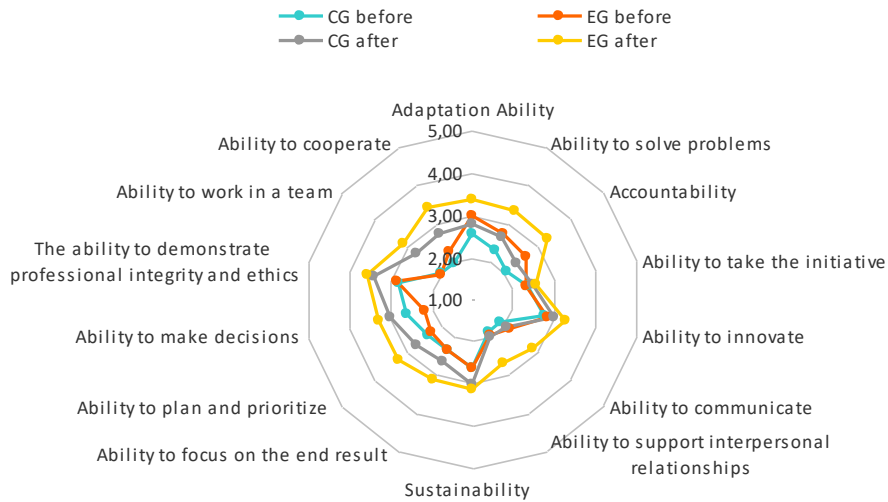 CG before
EG before
CG after
EG after
Adaptation Ability
5,00
Ability to cooperate
Ability to solve problems
4,00
Ability to work in a team
Accountability
3,00
The ability to demonstrate
professional integrity and ethics
2,00
Ability to take the initiative
1,00
Ability to make decisions
Ability to innovate
Ability to plan and prioritize
Ability to communicate
Ability to focus on the end result
Ability to support interpersonal
relationships
Sustainability